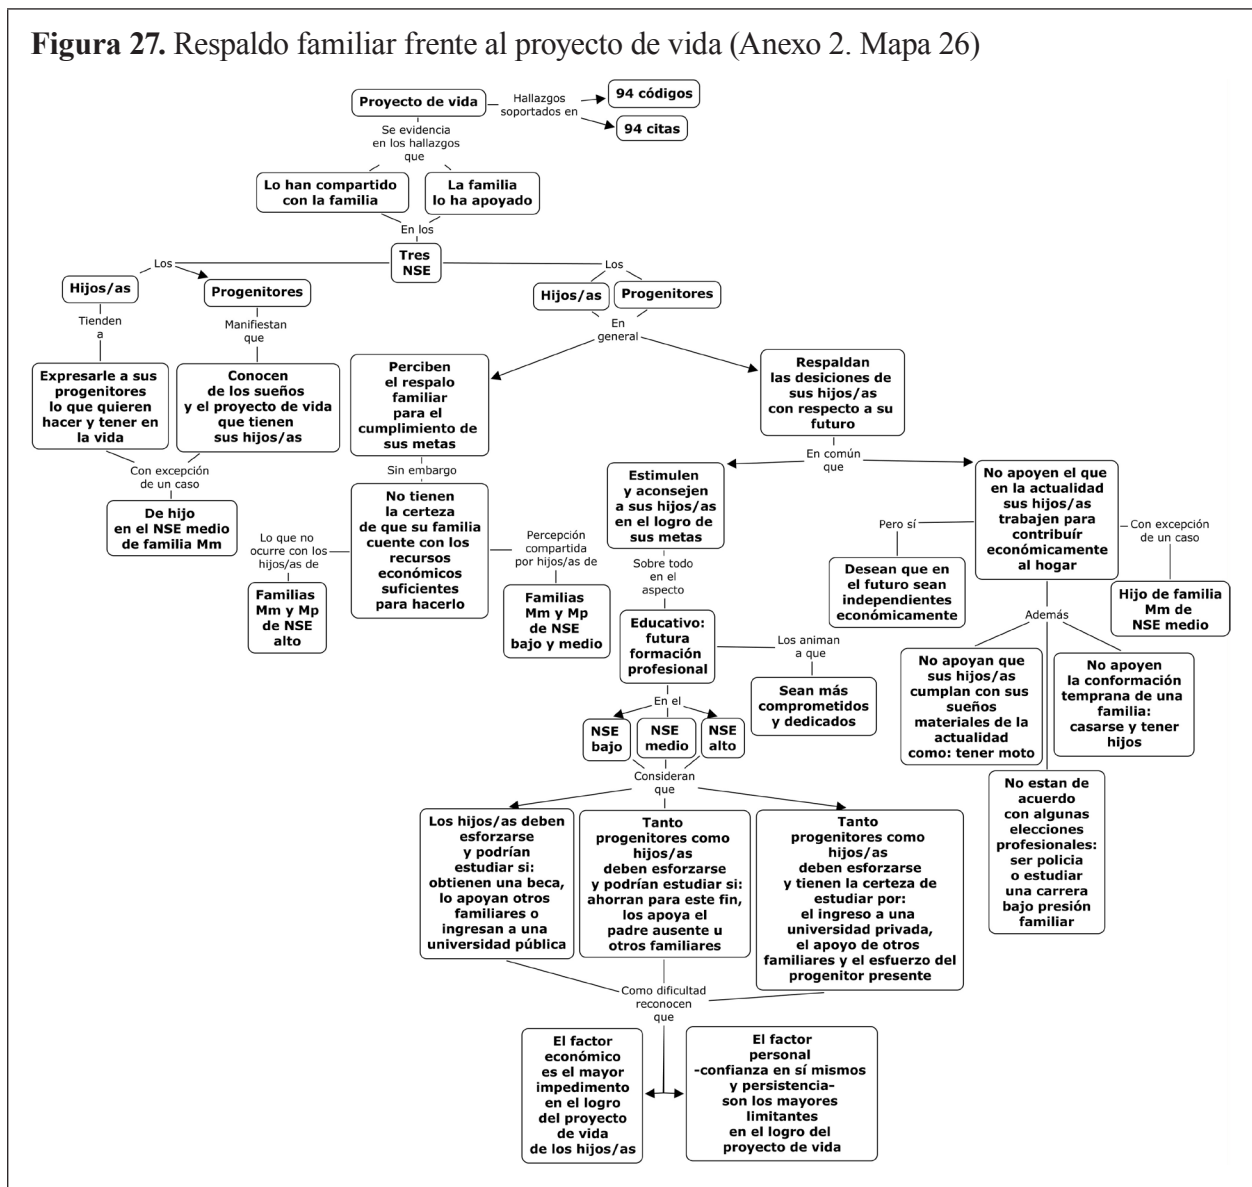 Figura 27. Respaldo familiar frente al proyecto de vida (Anexo 2. Mapa 26)
Proyecto de vida
Hallazgos
soportados en
94 códigos
94 citas
Se evidencia
en los hallazgos
que
Lo han compartido
con la familia
La familia
lo ha apoyado
En los
Tres
NSE
Los
Hijos/as
Progenitores
Los
Hijos/as
Progenitores
Tienden
a
Manifiestan
que
En
general
Expresarle a sus
progenitores
lo que quieren
hacer y tener en
la vida
Conocen
de los sueños
y el proyecto de vida
que tienen
sus hijos/as
Con excepción
de un caso
De hijo
en el NSE medio
de familia Mm
Perciben
el respalo
familiar
para el
cumplimiento de
sus metas
Sin embargo
No tienen
la certeza
de que su familia
cuente con los
recursos
económicos
suficientes
para hacerlo
Lo que no
ocurre con los
hijos/as de
Familias
Mm y Mp
de NSE
alto
Percepción
compartida
por hijos/as de
Familias
Mm y Mp
de NSE
bajo y medio
Respaldan
las desiciones de
sus hijos/as
con respecto a su
futuro
En común
que
Estimulen
y aconsejen
a sus hijos/as
en el logro de
sus metas
Sobre todo
en el
aspecto
Educativo:
futura
formación
profesional
Los animan
a que
Sean más
comprometidos
y dedicados
No apoyen el que
en la actualidad
sus hijos/as
trabajen para
contribuír
económicamente
al hogar
Pero sí
Desean que en
el futuro sean
independientes
económicamente
Con excepción
de un caso
Hijo de familia
Mm de
NSE medio
Además
No apoyan que
sus hijos/as
cumplan con sus
sueños
materiales de la
actualidad
como: tener moto
No apoyen
la conformación
temprana de una
familia:
casarse y tener
hijos
No estan de
acuerdo
con algunas
elecciones
profesionales:
ser policia
o estudiar
una carrera
bajo presión
familiar
En el
NSE
bajo
NSE
medio
NSE
alto
Consideran
que
Los hijos/as deben
esforzarse
y podrían
estudiar si:
obtienen una beca,
lo apoyan otros
familiares o
ingresan a una
universidad pública
Tanto
progenitores como
hijos/as
deben esforzarse
y podrían estudiar si:
ahorran para este fin,
los apoya el
padre ausente u
otros familiares
Tanto
progenitores como
hijos/as
deben esforzarse
y tienen la certeza de
estudiar por:
el ingreso a una
universidad privada,
el apoyo de otros
familiares y el esfuerzo del
progenitor presente
Como dificultad
reconocen
que
El factor
económico
es el mayor
impedimento
en el logro
del proyecto
de vida
de los hijos/as
El factor
personal
-confianza en sí mismos
y persistencia-
son los mayores
limitantes
en el logro del
proyecto de vida